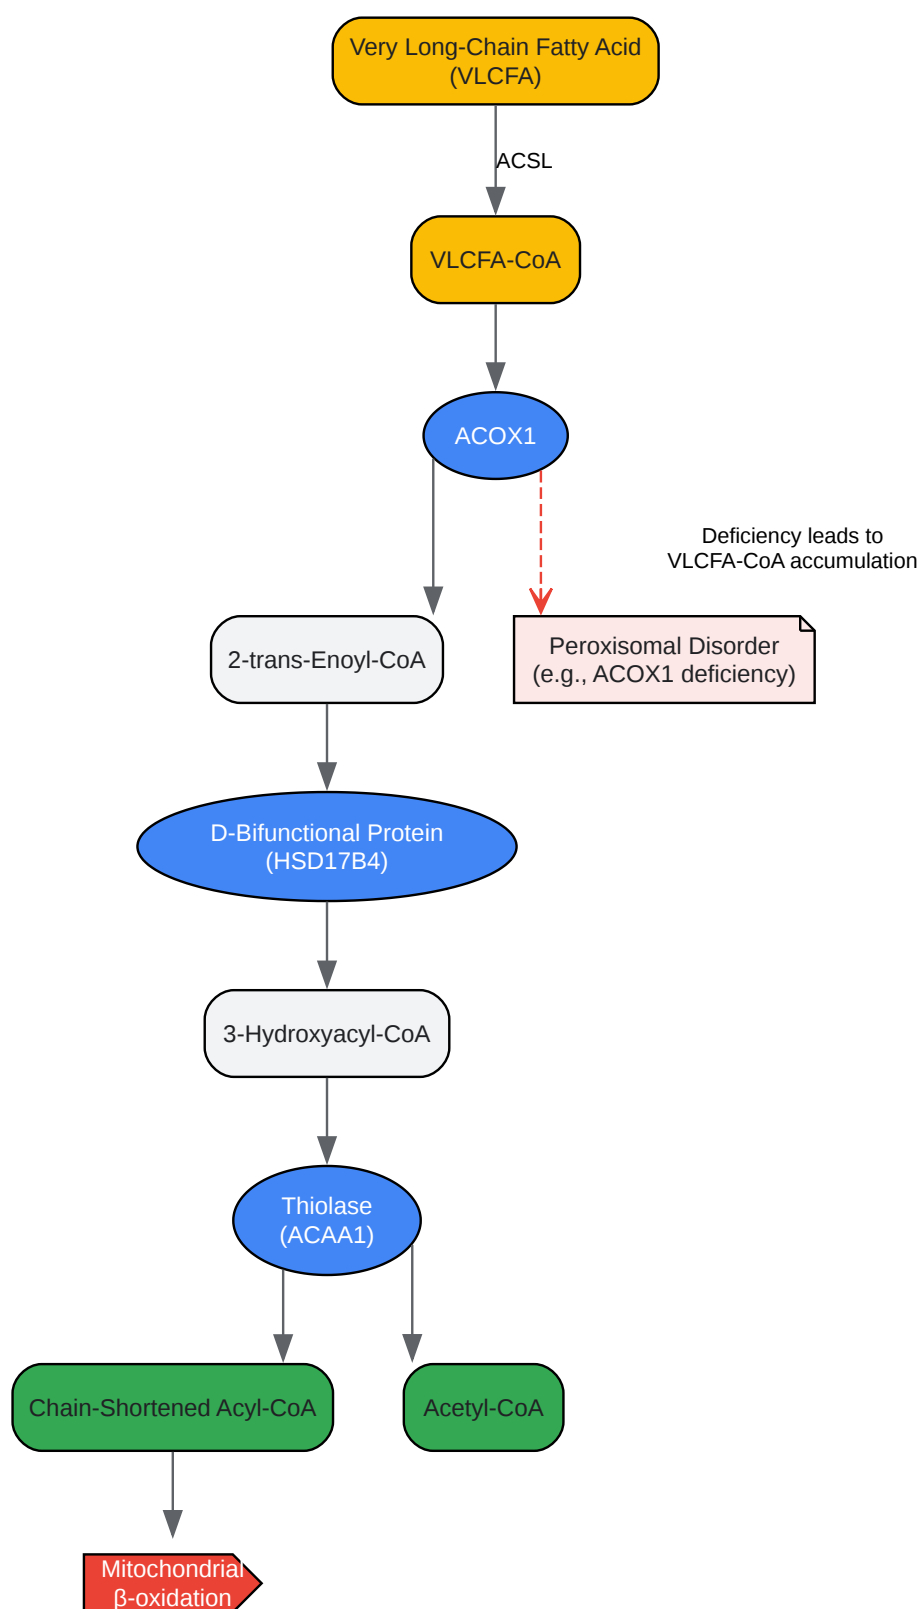 Very Long-Chain Fatty Acid
(VLCFA)
ACSL
VLCFA-CoA
ACOX1
Deficiency leads to
VLCFA-CoA accumulation
2-trans-Enoyl-CoA
Peroxisomal Disorder
(e.g., ACOX1 deficiency)
D-Bifunctional Protein
(HSD17B4)
3-Hydroxyacyl-CoA
Thiolase
(ACAA1)
Chain-Shortened Acyl-CoA
Acetyl-CoA
Mitochondrial
β-oxidation